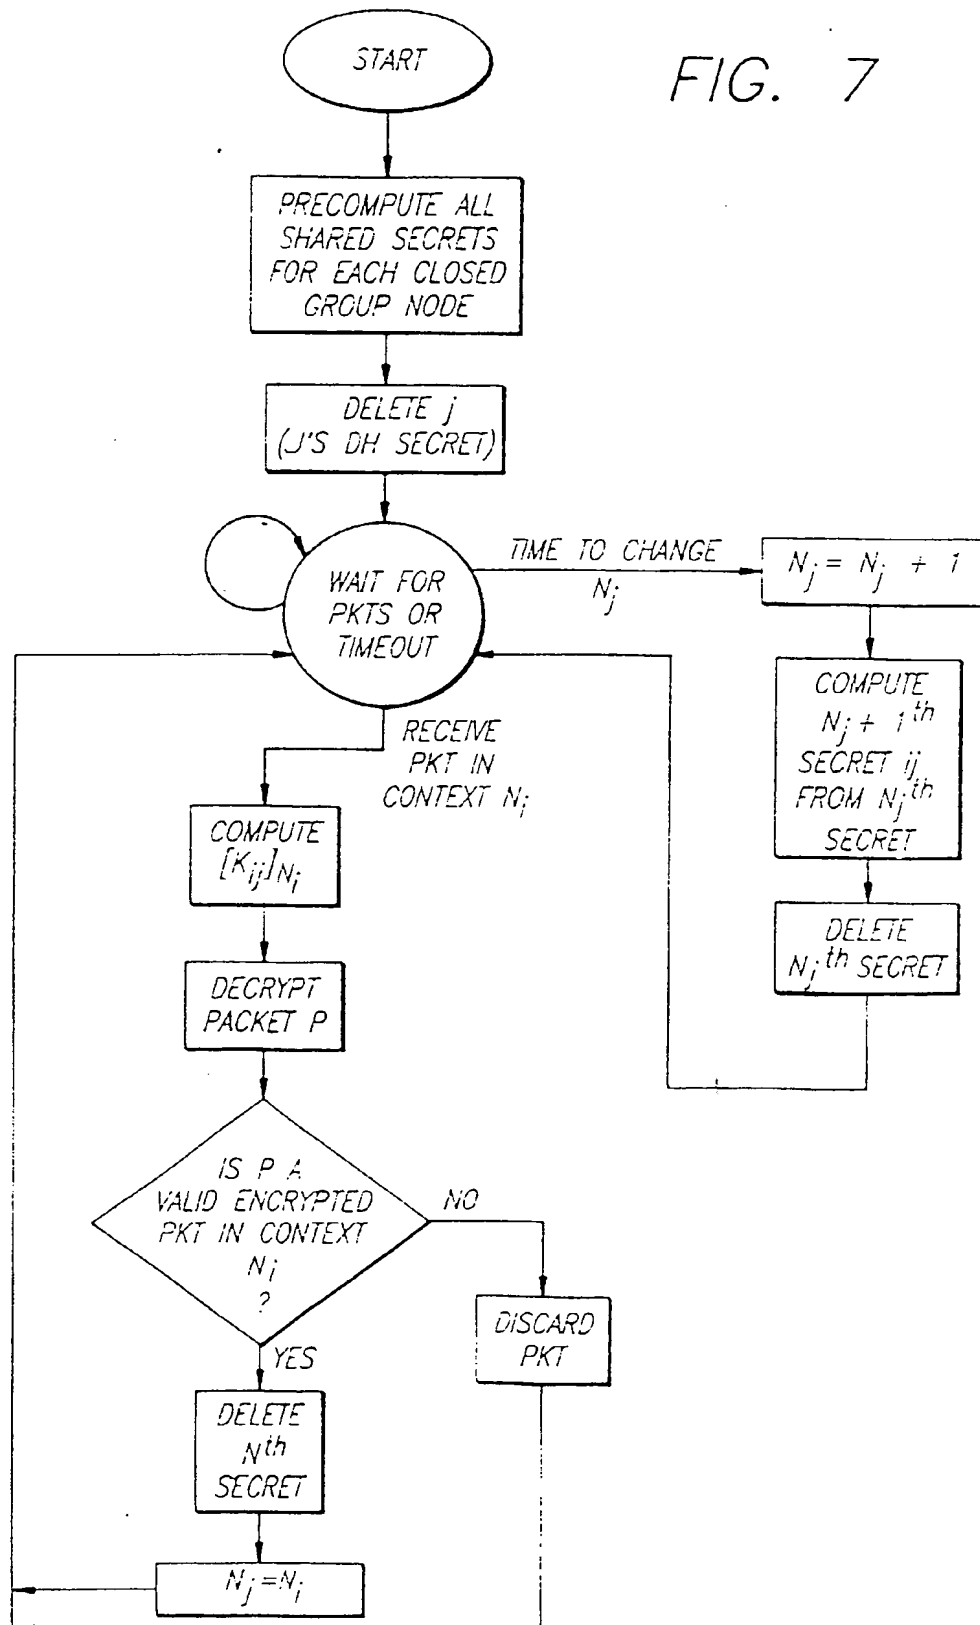 START
FIG. 7
PRECOMPUTE ALL
SHARED SECRETS
FOR EACH CLOSED
GROUP NODE
DELETE j
(J'S DH SECRET)
WAIT FOR
PKTS OR
TIMEOUT
TIME TO CHANGE
Nj
Nj = Nj + 1
COMPUTE
Nj + 1th
SECRET ij
FROM Njth
SECRET
DELETE
Njth SECRET
RECEIVE
PKT IN
CONTEXT Ni
COMPUTE
[Kij]Ni
DECRYPT
PACKET P
IS P A
VALID ENCRYPTED
PKT IN CONTEXT
Ni
?
NO
DISCARD
PKT
YES
DELETE
Nth
SECRET
Nj=Ni